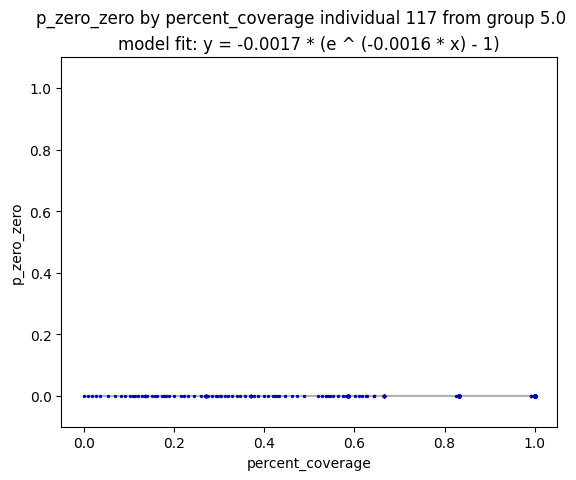 p_zero_zero by percent_coverage individual 117 from group 5.0
model fit: y = -0.0017 * (e ^ (-0.0016 * x) - 1)
1.0
0.8
0.6
0.4
0.2
0.0
p_zero_zero
0.0 0.2 0.4 0.6 0.8 1.0
percent_coverage